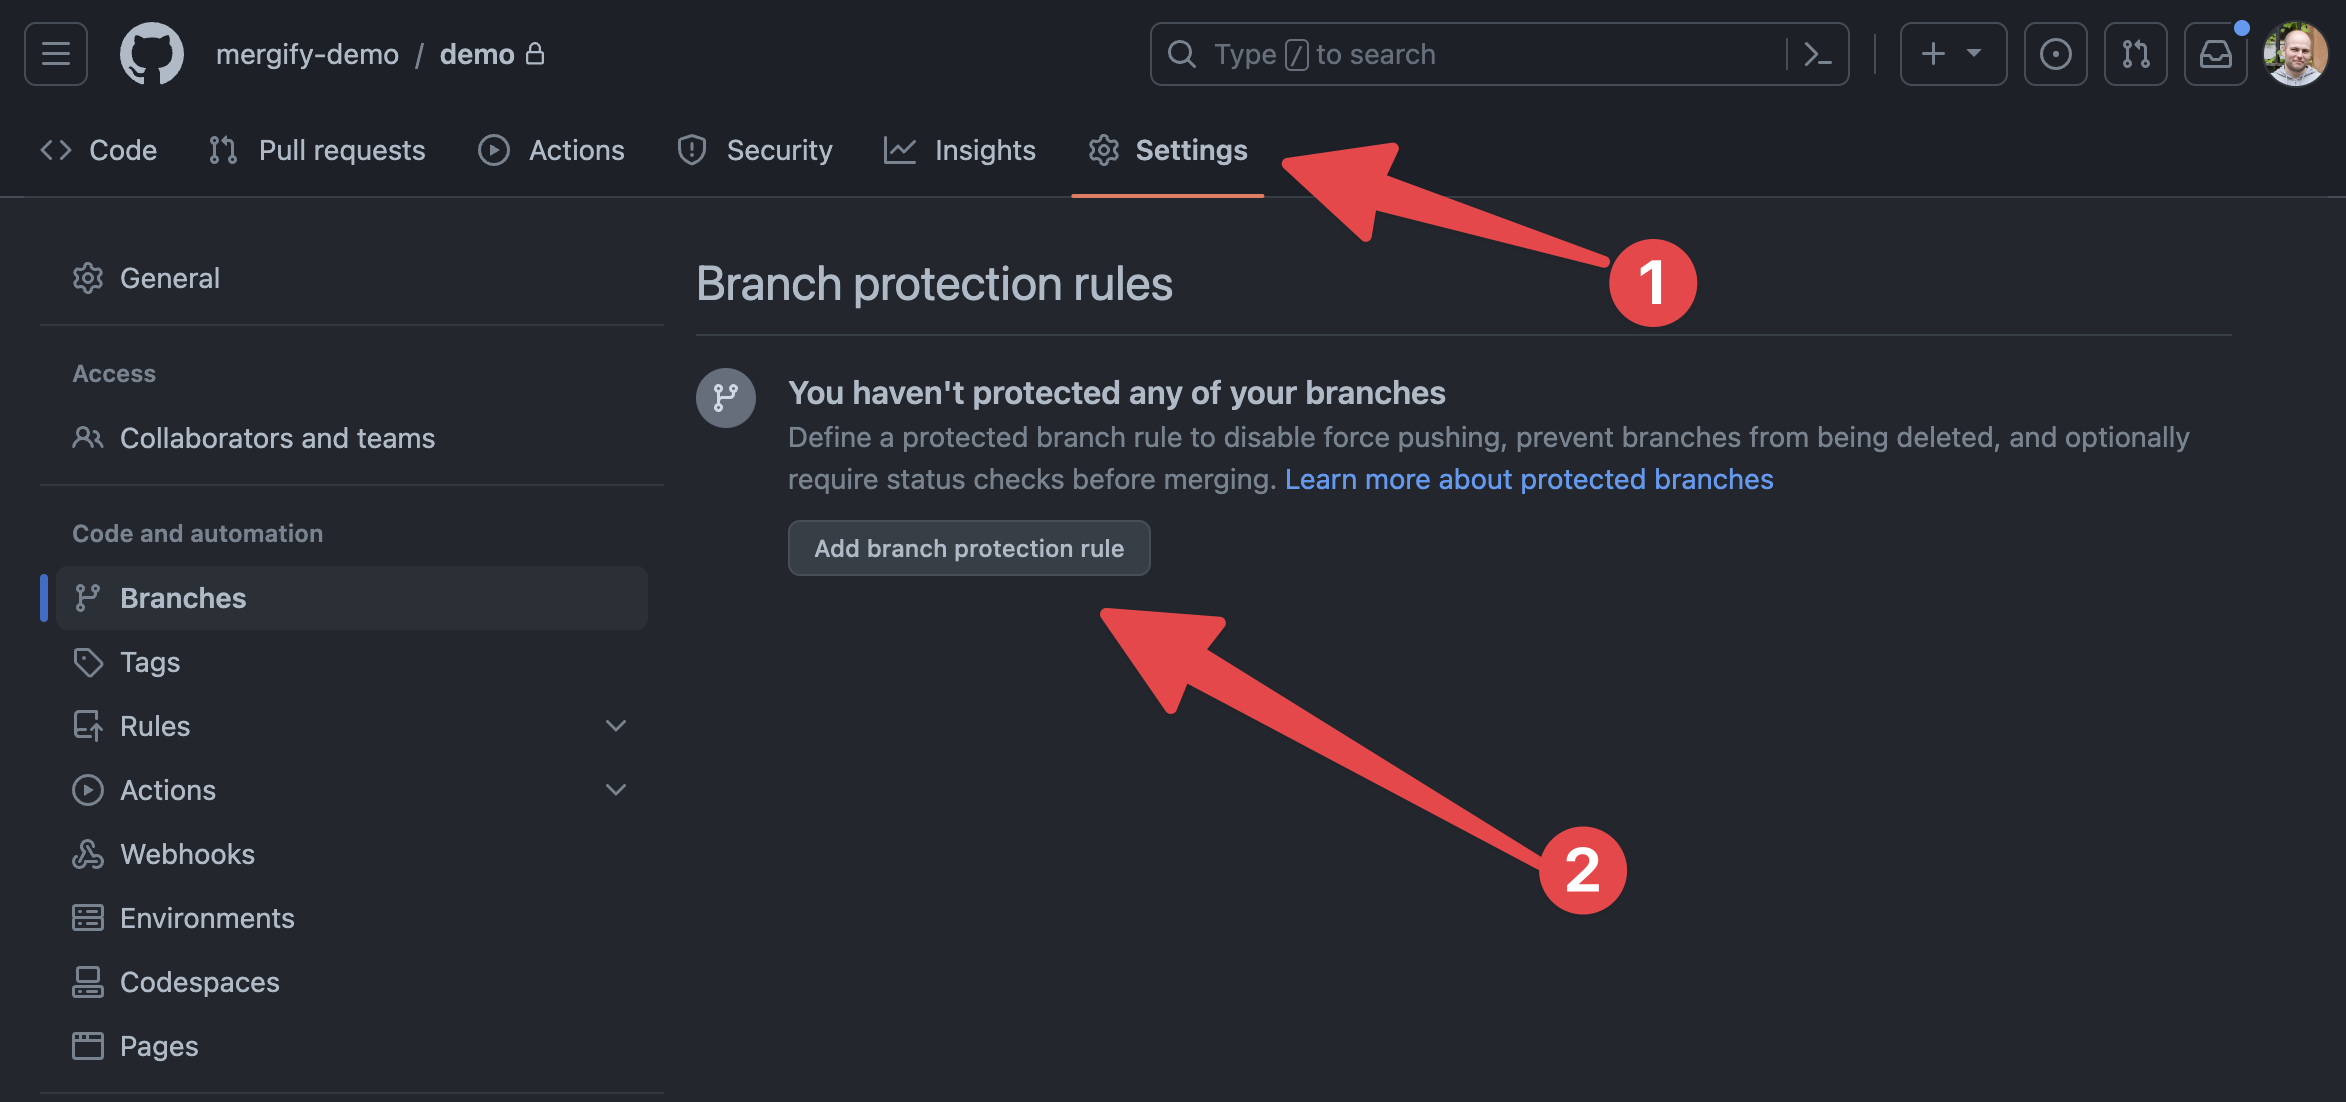 mergify-demo / demo
Type / to search
Code
Pull requests
Actions
Security
Insights
Settings
1
General
Access
Collaborators and teams
Code and automation
Branches
Tags
Rules
Actions
Webhooks
Environments
Codespaces
Pages
Branch protection rules
You haven't protected any of your branches
Define a protected branch rule to disable force pushing, prevent branches from being deleted, and optionally
require status checks before merging. Learn more about protected branches
Add branch protection rule
2